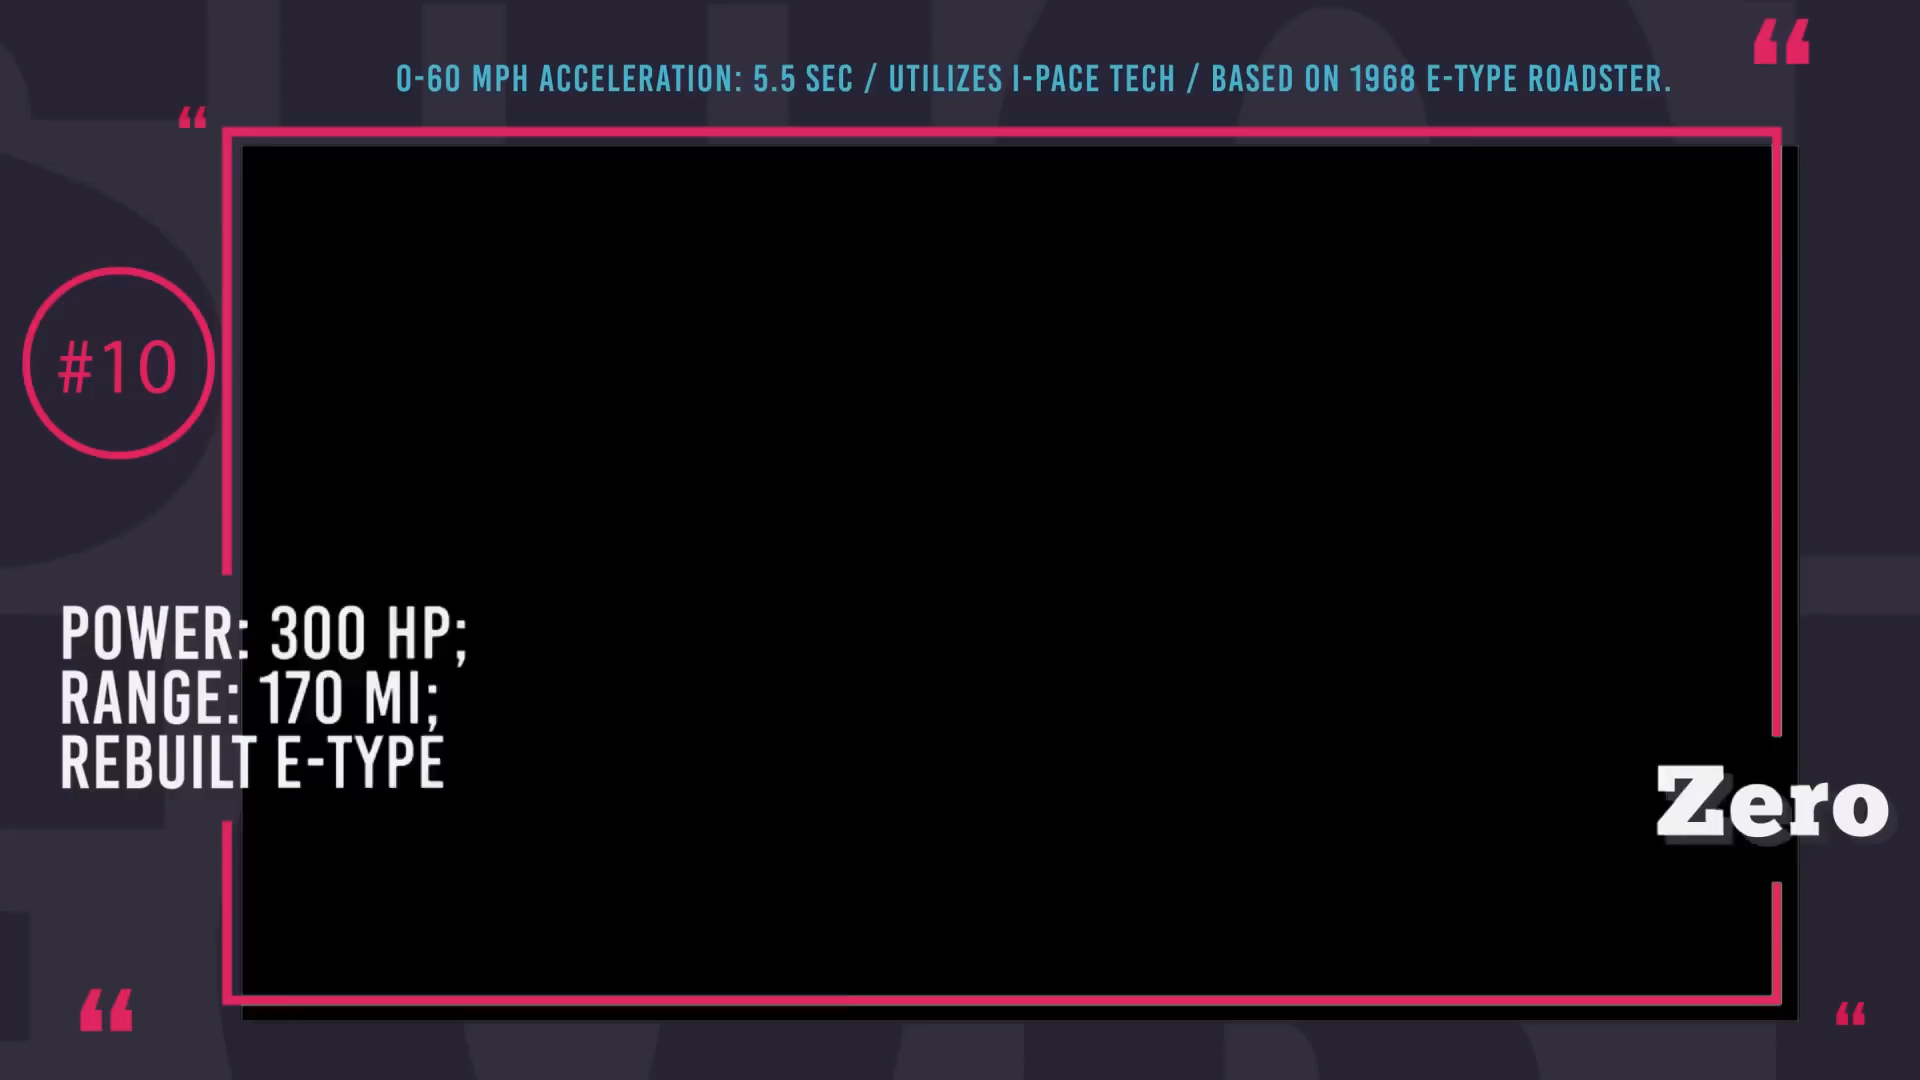 0-60 MPH ACCELERATION: 5.5 SEC / UTILIZES I-PACE TECH / BASED ON 1968 E-TYPE ROADSTER.
#10
POWER: 300 HP;
RANGE: 170 MI;
REBUILT E-TYPE
Zero